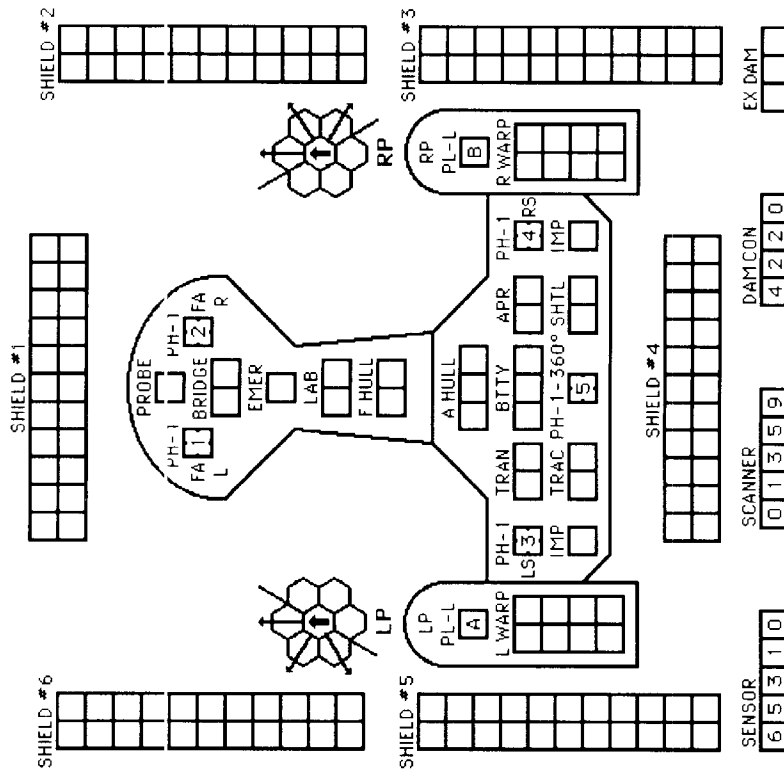 SHIELD #1
SHIELD #6
SHIELD #2
PROBE
PH-1 PH-1
1 2
FA FA
L R
BRIDGE
EMER
LAB
F HULL
LP
RP
SHIELD #5
SHIELD #3
LP
PL-L
A
L WARP
RP
PL-L
B
R WARP
A HULL
PH-1 TRAN BTTY APR PH-1
LS 3 4 RS
IMP TRAC PH-1-360° SHTL IMP
5
SHIELD #4
SENSOR
6 5 3 1 0
SCANNER
0 1 3 5 9
DAM CON
4 2 2 0
EX DAM